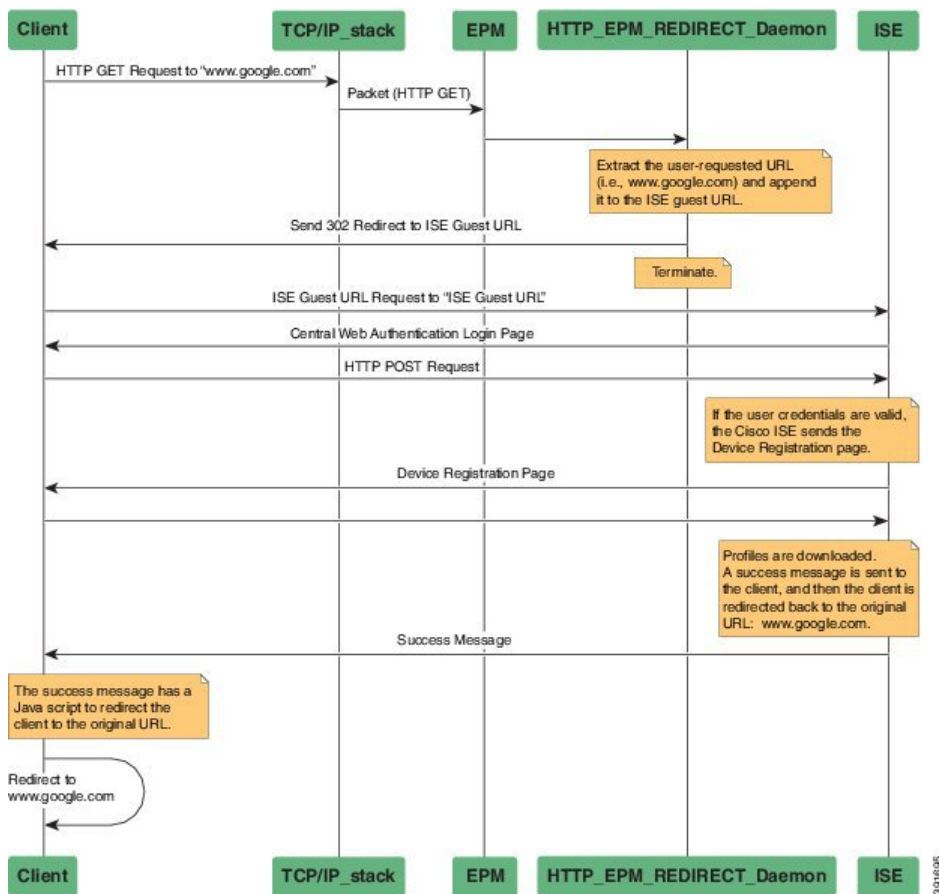 Client
TCP/IP_stack
EPM
HTTP_EPM_REDIRECT_Daemon
ISE
HTTP GET Request to “www.google.com”
Packet (HTTP GET)
Extract the user-requested URL
(i.e., www.google.com) and append
it to the ISE guest URL.
Send 302 Redirect to ISE Guest URL
Terminate.
ISE Guest URL Request to “ISE Guest URL”
Central Web Authentication Login Page
HTTP POST Request
If the user credentials are valid,
the Cisco ISE sends the
Device Registration page.
Device Registration Page
Profiles are downloaded.
A success message is sent to
the client, and then the client is
redirected back to the original
URL: www.google.com.
Success Message
The success message has a
Java script to redirect the
client to the original URL.
Redirect to
www.google.com
Client
TCP/IP_stack
EPM
HTTP_EPM_REDIRECT_Daemon
ISE